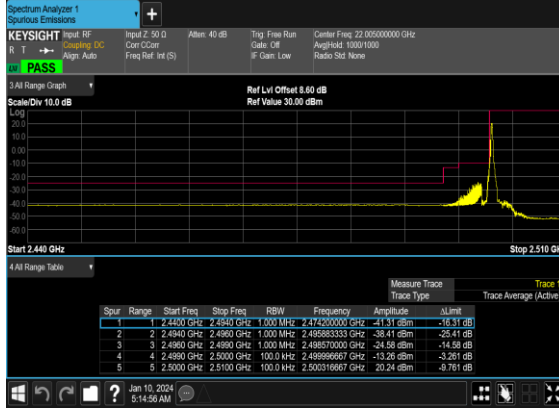 Spectrum Analyzer 1
Spurious Emissions
+
KEYSIGHT Input: RF Input Z: 50 Ω Atten: 40 dB Trig: Free Run Center Freq: 22.005000000 GHz
R T Coupling: DC Corr CCorr Gate: Off Avg|Hold: 1000/1000
Align: Auto Freq Ref: Int (S) IF Gain: Low Radio Std: None
PASS
3 All Range Graph
Ref Lvl Offset 8.60 dB
Scale/Div 10.0 dB Ref Value 30.00 dBm
Log
20.0
10.0
0.00
-10.0
-20.0
-30.0
-40.0
-50.0
-60.0
Start 2.440 GHz Stop 2.510 GH
4 All Range Table
Measure Trace Trace 1
Trace Type Trace Average (Active
Spur Range Start Freq Stop Freq RBW Frequency Amplitude ΔLimit
1 1 2.4400 GHz 2.4940 GHz 1.000 MHz 2.474200000 GHz -41.31 dBm -16.31 dB
2 2 2.4940 GHz 2.4960 GHz 1.000 MHz 2.495883333 GHz -38.41 dBm -25.41 dB
3 3 2.4960 GHz 2.4990 GHz 1.000 MHz 2.498570000 GHz -24.58 dBm -14.58 dB
4 4 2.4990 GHz 2.5000 GHz 100.0 kHz 2.499996667 GHz -13.26 dBm -3.261 dB
5 5 2.5000 GHz 2.5100 GHz 100.0 kHz 2.500316667 GHz 20.24 dBm -9.761 dB
? Jan 10, 2024
5:14:56 AM